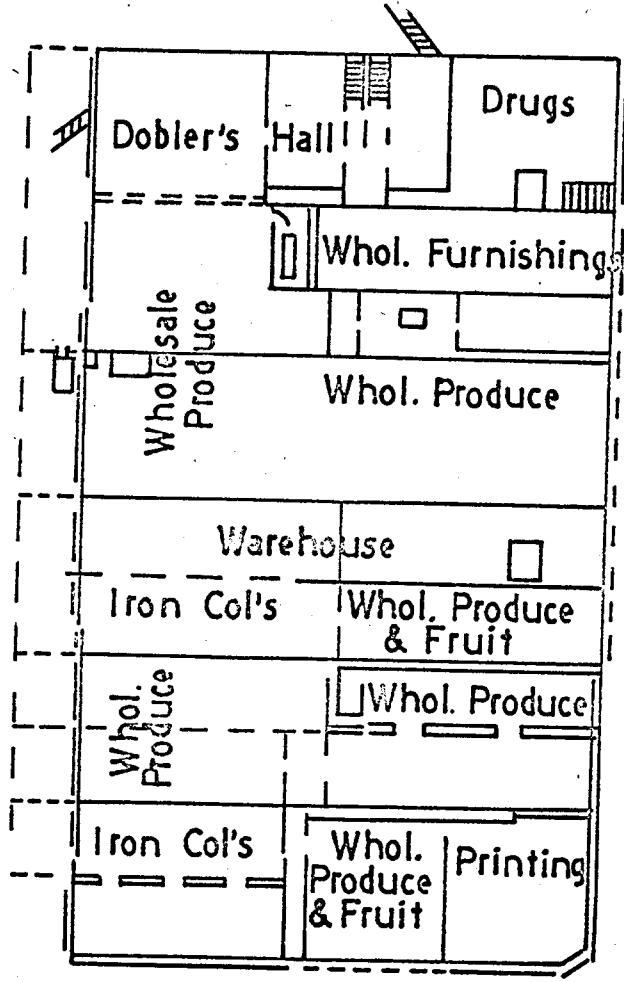 Drugs
Dobler's Hall
Whol. Furnishings
Wholesale
Produce
Whol. Produce
Warehouse
Iron Col's
Whol. Produce
& Fruit
Whol.
Produce
Whol. Produce
Iron Col's
Whol.
Produce
& Fruit
Printing